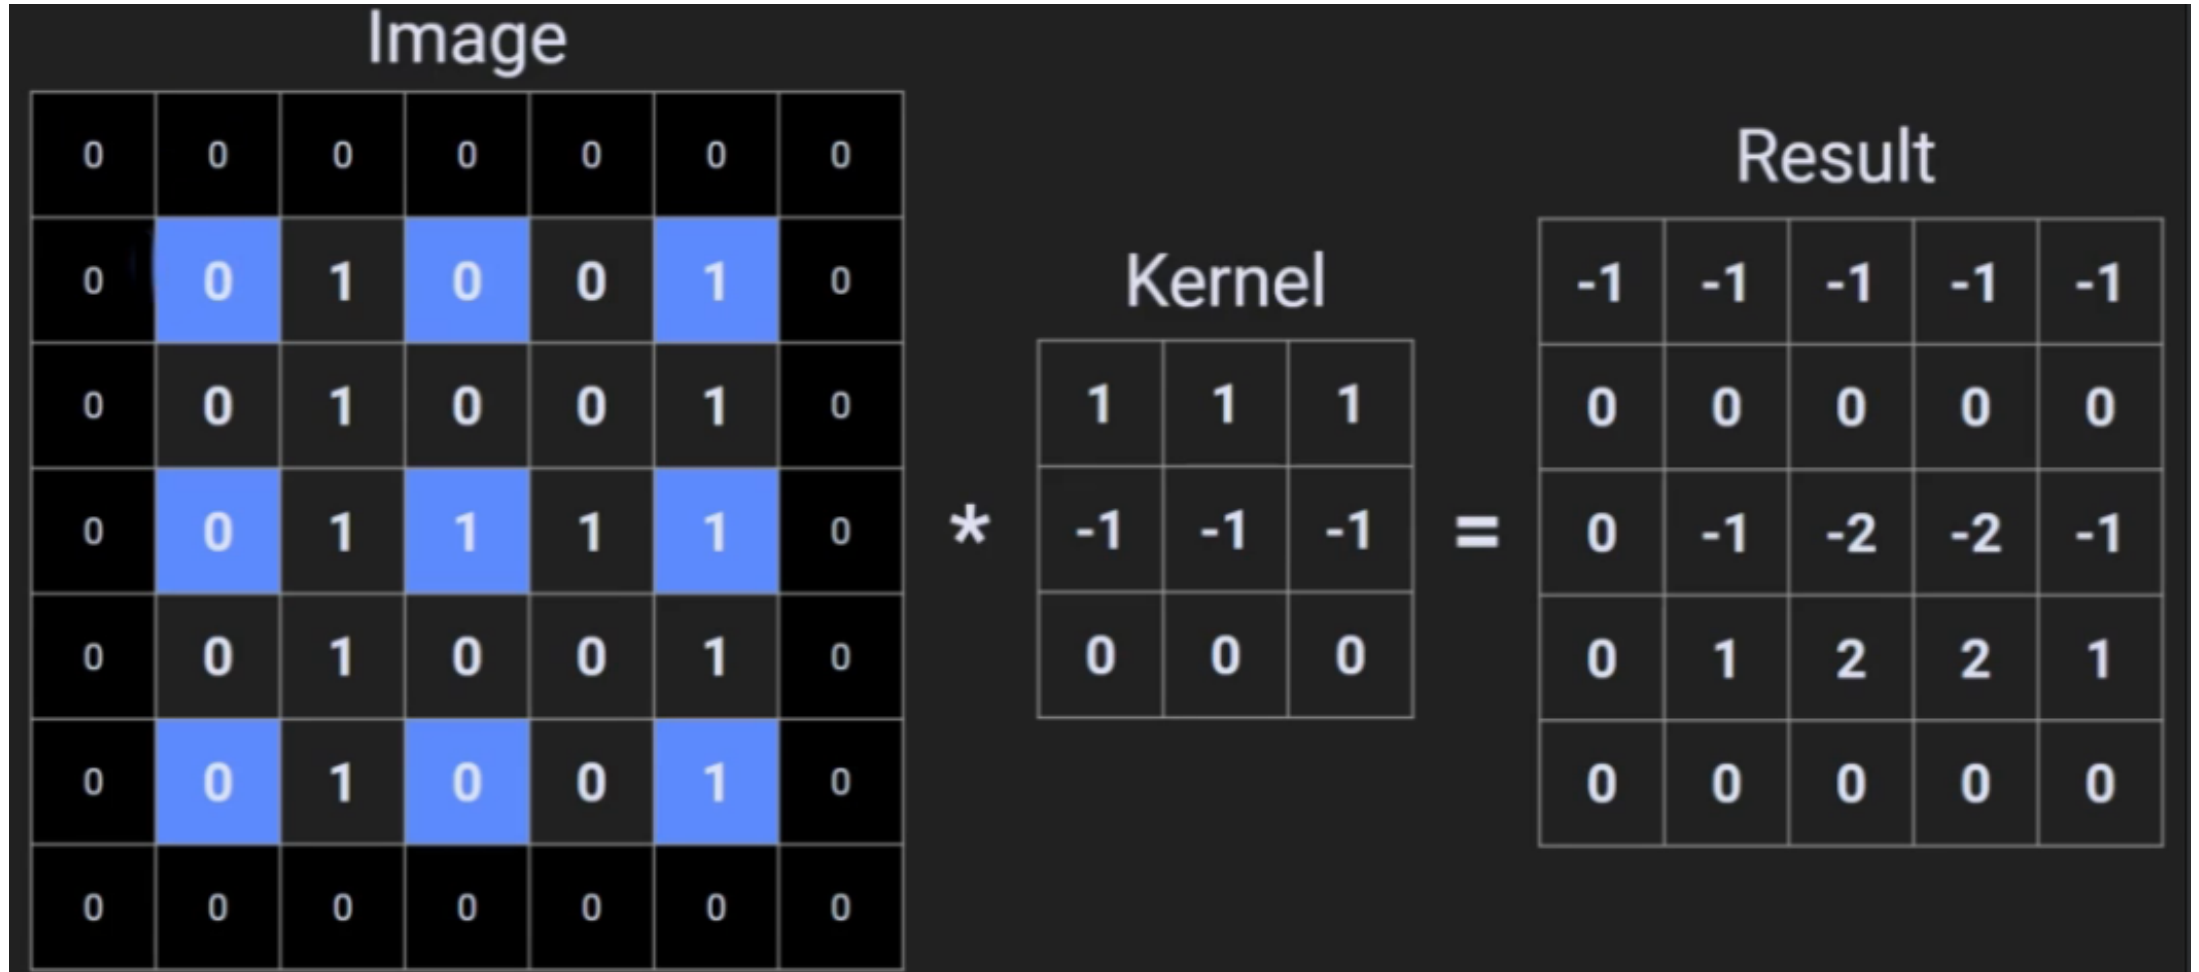 Image
0 0 0 0 0 0 0
0 0 1 0 0 1 0
0 0 1 0 0 1 0
0 0 1 1 1 1 0
0 0 1 0 0 1 0
0 0 1 0 0 1 0
0 0 0 0 0 0 0
*
Kernel
1 1 1
-1 -1 -1
0 0 0
=
Result
-1 -1 -1 -1 -1
0 0 0 0 0
0 -1 -2 -2 -1
0 1 2 2 1
0 0 0 0 0